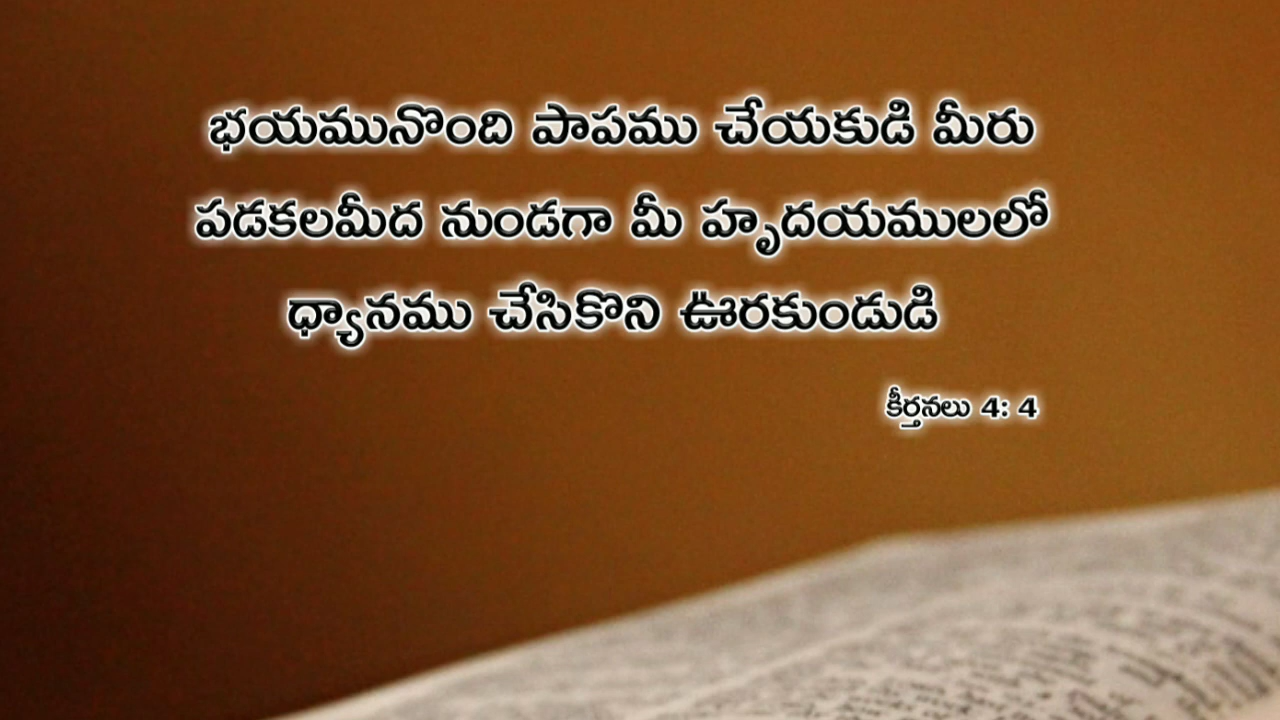 భయమునొంది పాపము చేయకుడి మీరు
పడకలమీద నుండగా మీ హృదయములలో
ధ్యానము చేసికొని ఊరకుండుడి
కీర్తనలు 4: 4